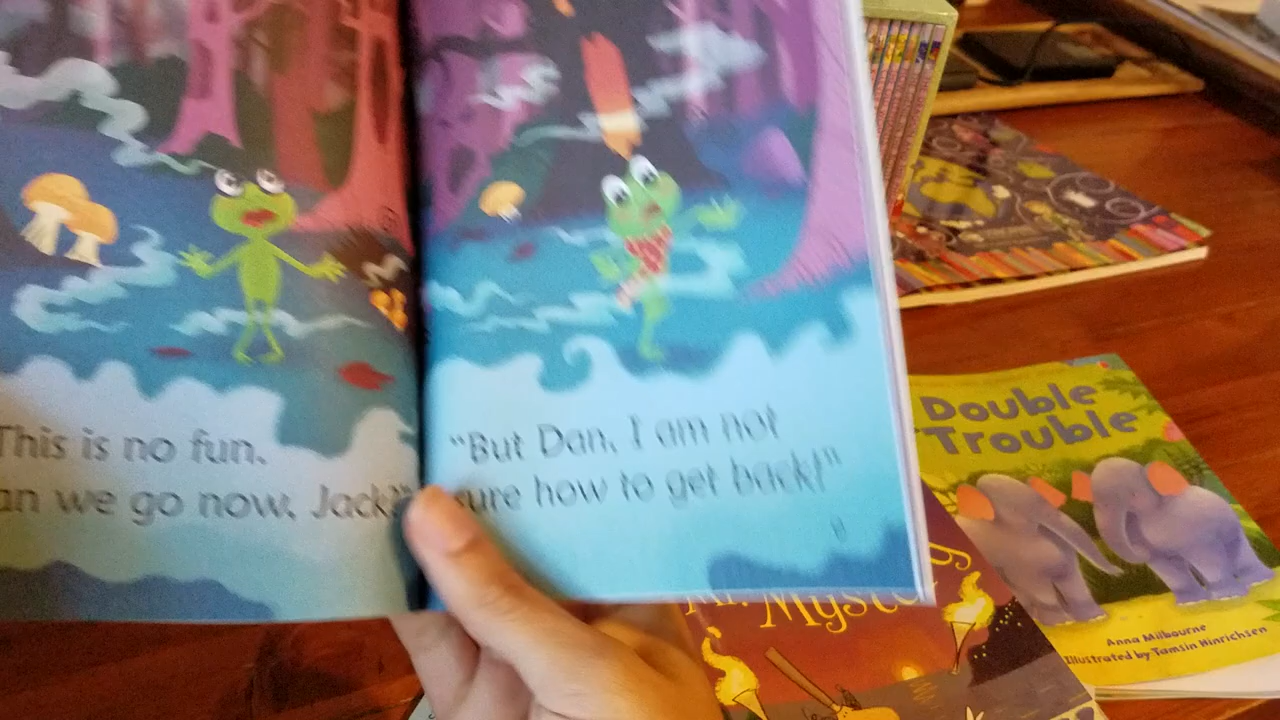 This is no fun.
an we go now, Jack?"
"But Dan, I am not
sure how to get back!"
Double
Trouble
Anna Milbourne
Illustrated by Tamsin Hinrichsen